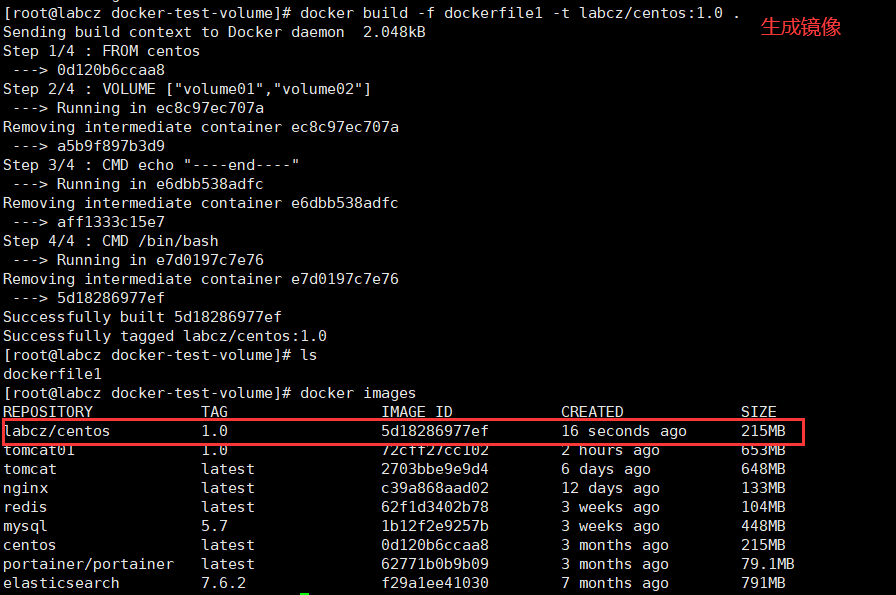 [root@labcz docker-test-volume]# docker build -f dockerfile1 -t labcz/centos:1.0 .
生成镜像
Sending build context to Docker daemon  2.048kB
Step 1/4 : FROM centos
 ---> 0d120b6ccaa8
Step 2/4 : VOLUME ["volume01","volume02"]
 ---> Running in ec8c97ec707a
Removing intermediate container ec8c97ec707a
 ---> a5b9f897b3d9
Step 3/4 : CMD echo "----end----"
 ---> Running in e6dbb538adfc
Removing intermediate container e6dbb538adfc
 ---> aff1333c15e7
Step 4/4 : CMD /bin/bash
 ---> Running in e7d0197c7e76
Removing intermediate container e7d0197c7e76
 ---> 5d18286977ef
Successfully built 5d18286977ef
Successfully tagged labcz/centos:1.0
[root@labcz docker-test-volume]# ls
dockerfile1
[root@labcz docker-test-volume]# docker images
REPOSITORY            TAG                 IMAGE ID            CREATED             SIZE
labcz/centos          1.0                 5d18286977ef        16 seconds ago      215MB
tomcat01              1.0                 72cff27cc102        2 hours ago         653MB
tomcat                latest              2703bbe9e9d4        6 days ago          648MB
nginx                 latest              c39a868aad02        12 days ago         133MB
redis                 latest              62f1d3402b78        3 weeks ago         104MB
mysql                 5.7                 1b12f2e9257b        3 weeks ago         448MB
centos                latest              0d120b6ccaa8        3 months ago        215MB
portainer/portainer   latest              62771b0b9b09        3 months ago        79.1MB
elasticsearch         7.6.2               f29a1ee41030        7 months ago        791MB